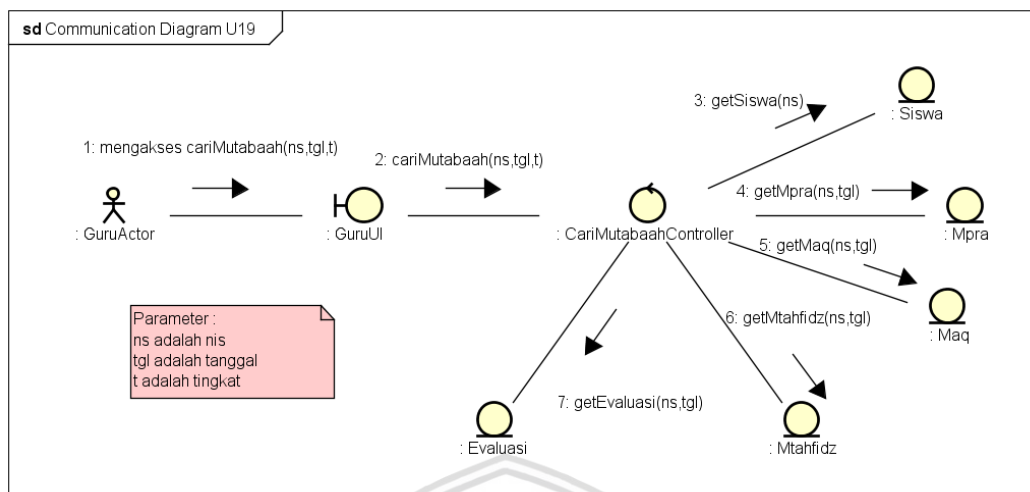 sd Communication Diagram U19
3: getSiswa(ns)
: Siswa
1: mengakses cariMutabaah(ns,tgl,t)
2: cariMutabaah(ns,tgl,t)
4: getMpra(ns,tgl)
: GuruActor
: GuruUI
: CariMutabaahController
: Mpra
5: getMaq(ns,tgl)
Parameter :
ns adalah nis
tgl adalah tanggal
t adalah tingkat
6: getMtahfidz(ns,tgl)
: Maq
7: getEvaluasi(ns,tgl)
: Evaluasi
: Mtahfidz